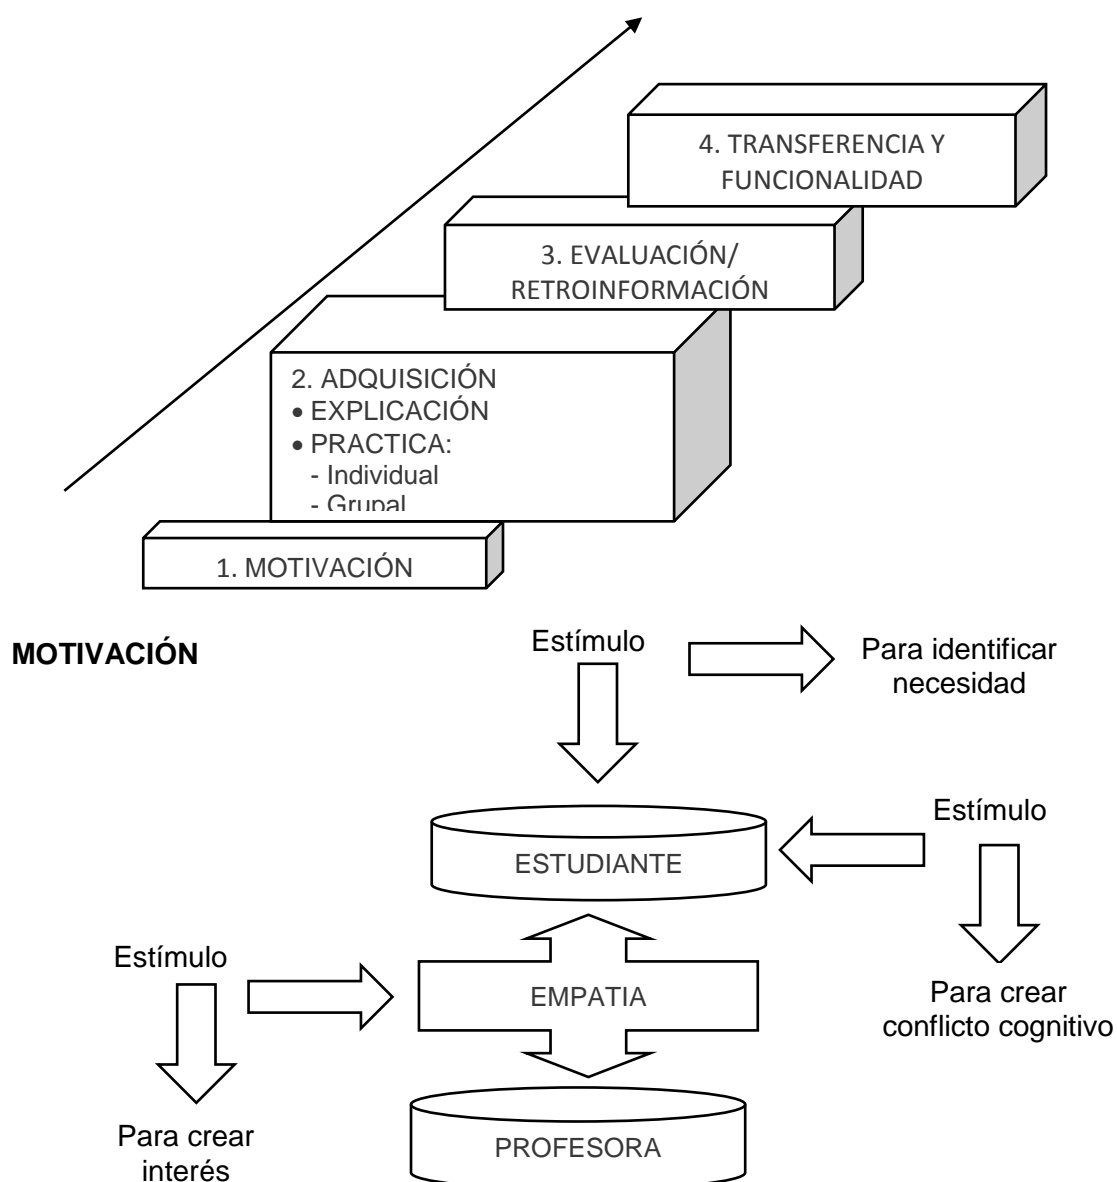 4. TRANSFERENCIA Y
FUNCIONALIDAD
3. EVALUACIÓN/
RETROINFORMACIÓN
2. ADQUISICIÓN
• EXPLICACIÓN
• PRACTICA:
- Individual
- Grupal
1. MOTIVACIÓN
MOTIVACIÓN
Estímulo
Para identificar
necesidad
Estímulo
ESTUDIANTE
Estímulo
EMPATIA
Para crear
conflicto cognitivo
Para crear
interés
PROFESORA